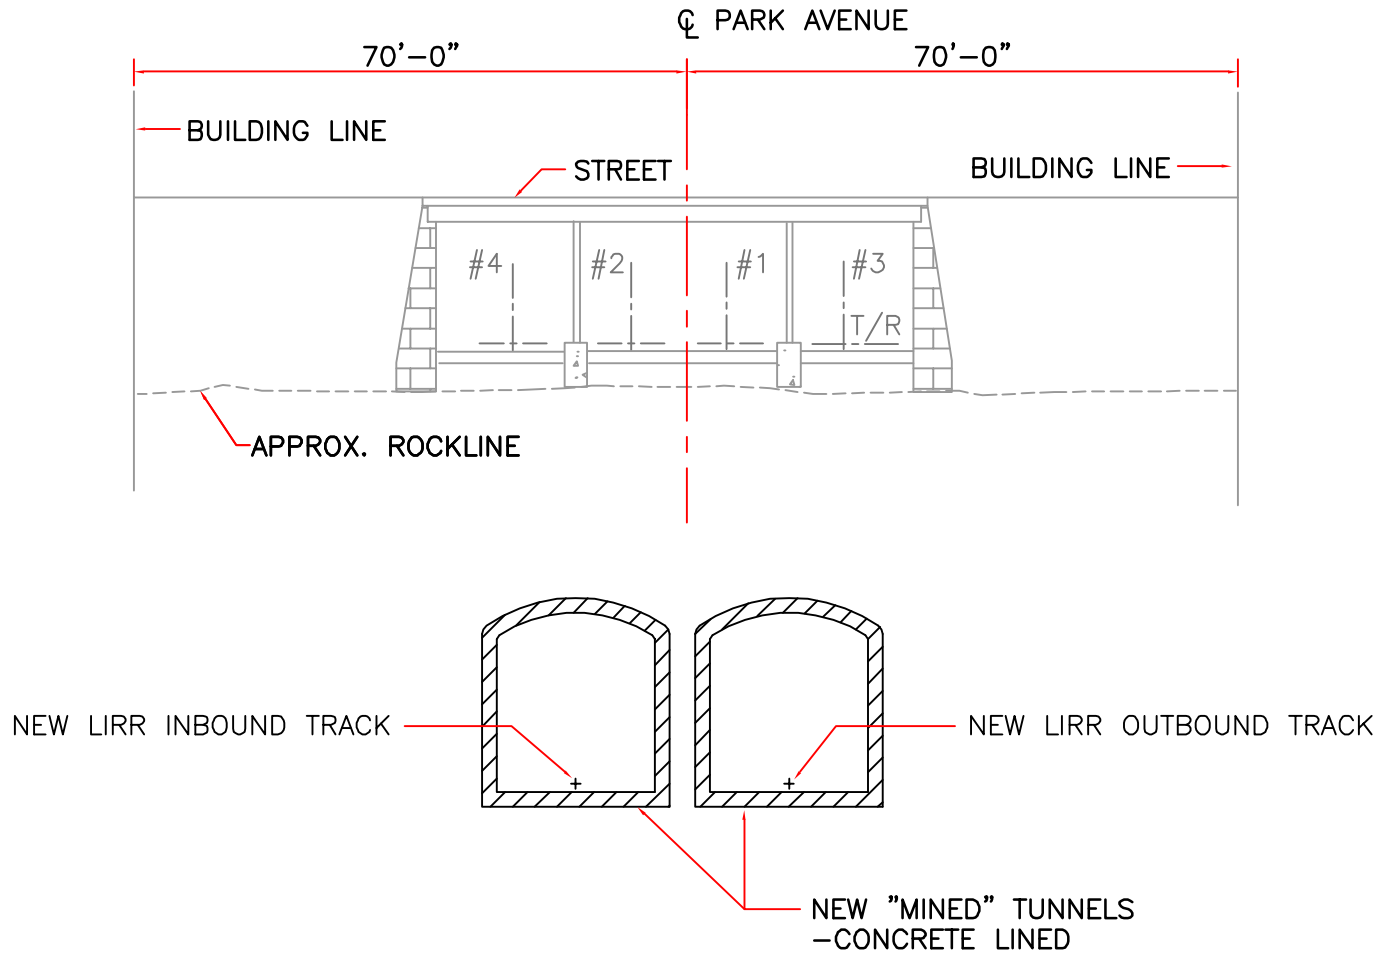 ℄ PARK AVENUE
70'-0" 70'-0"
BUILDING LINE
STREET
BUILDING LINE
#4 #2 #1 #3
T/R
APPROX. ROCKLINE
NEW LIRR INBOUND TRACK
NEW LIRR OUTBOUND TRACK
NEW "MINED" TUNNELS
-CONCRETE LINED